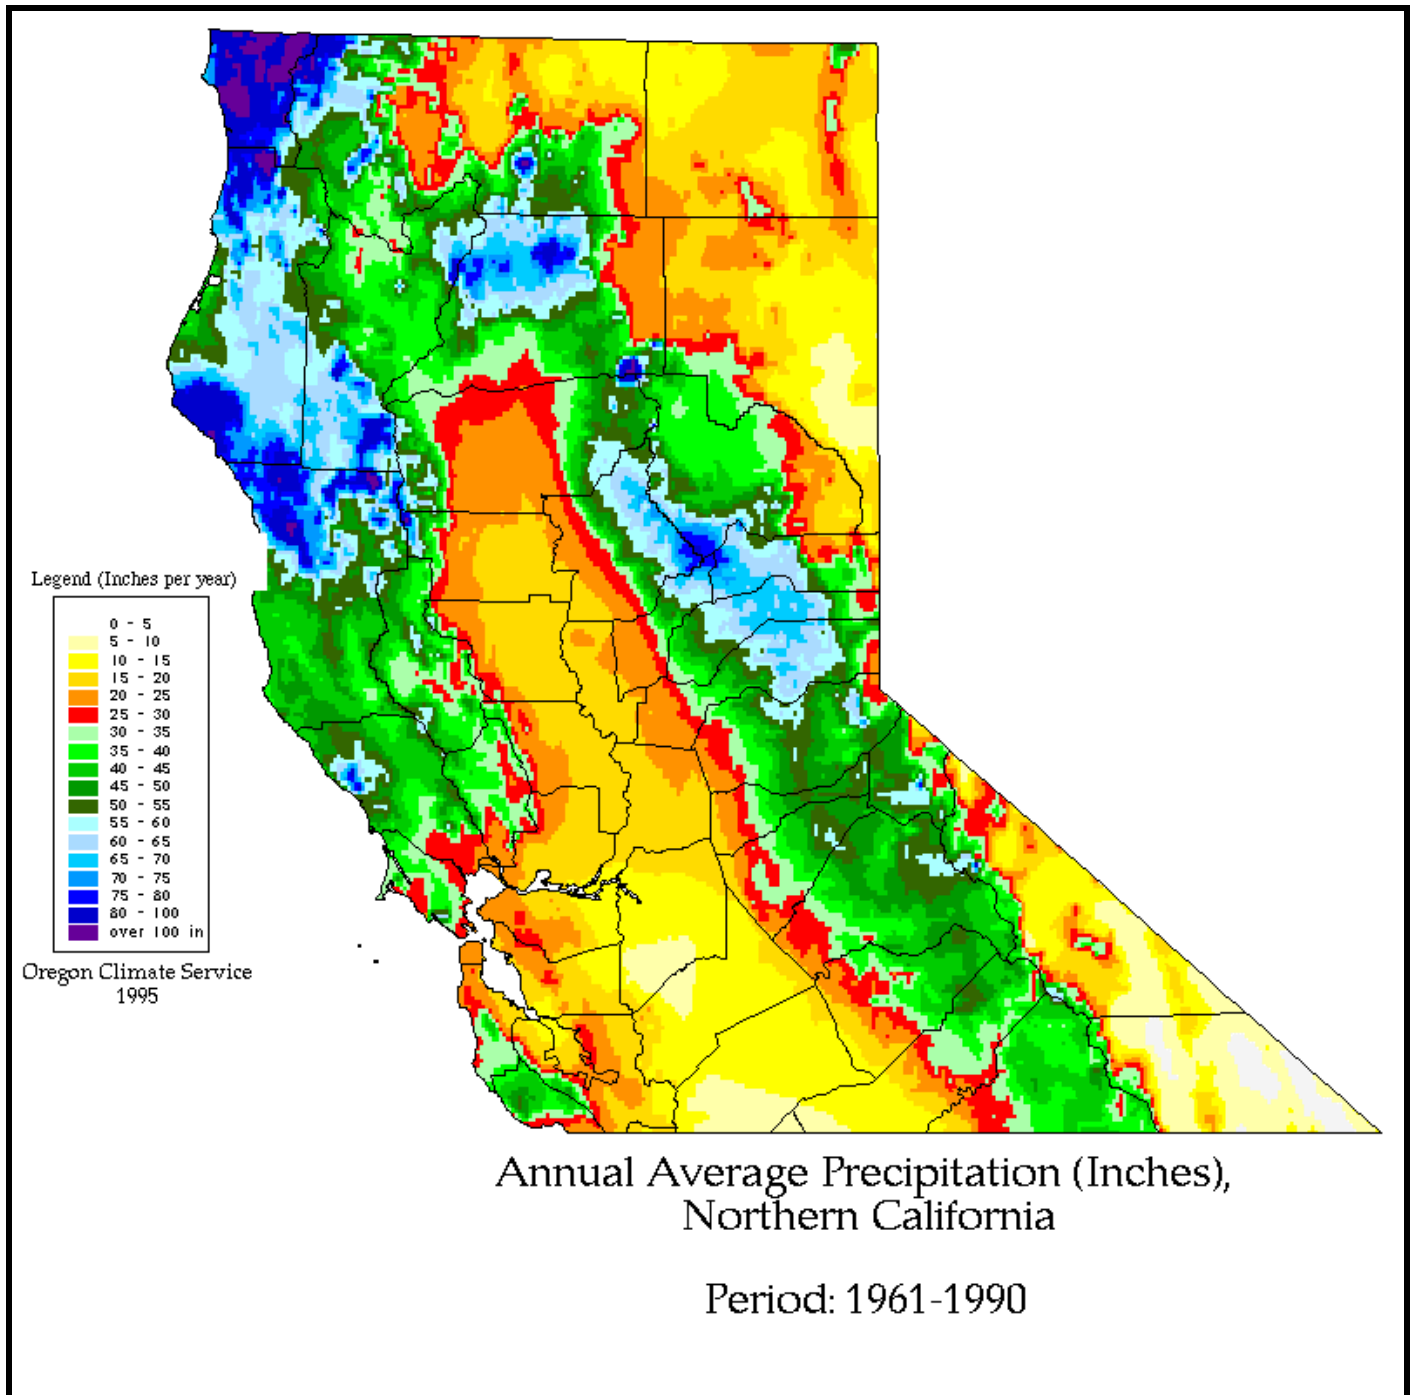 Legend (Inches per year)
0 - 5
5 - 10
10 - 15
15 - 20
20 - 25
25 - 30
30 - 35
35 - 40
40 - 45
45 - 50
50 - 55
55 - 60
60 - 65
65 - 70
70 - 75
75 - 80
80 - 100
over 100 in
Oregon Climate Service
1995
Annual Average Precipitation (Inches),
Northern California
Period: 1961-1990